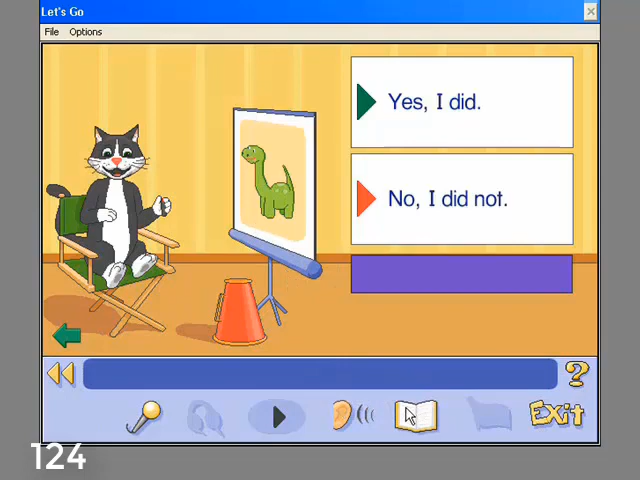 Let's Go
File Options
Yes, I did.
No, I did not.
?
Exit
124